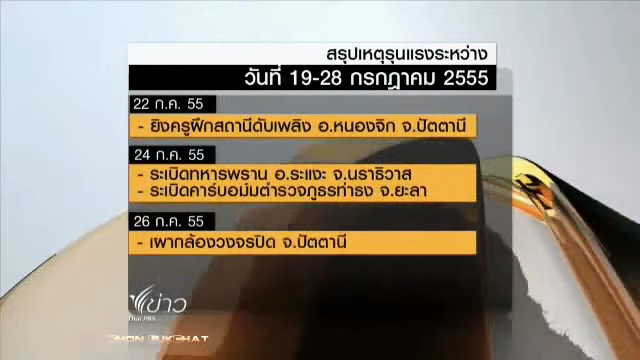 สรุปเหตุรุนแรงระหว่าง
วันที่ 19-28 กรกฎาคม 2555
22 ก.ค. 55
- ยิงครูฝึกสถานีดับเพลิง อ.หนองจิก จ.ปัตตานี
24 ก.ค. 55
- ระเบิดทหารพราน อ.ระแงะ จ.นราธิวาส
- ระเบิดคาร์บอมบ์มตำรวจภูธรท่าธง จ.ยะลา
26 ก.ค. 55
- เผากล้องวงจรปิด จ.ปัตตานี
ข่าว
Thai PBS